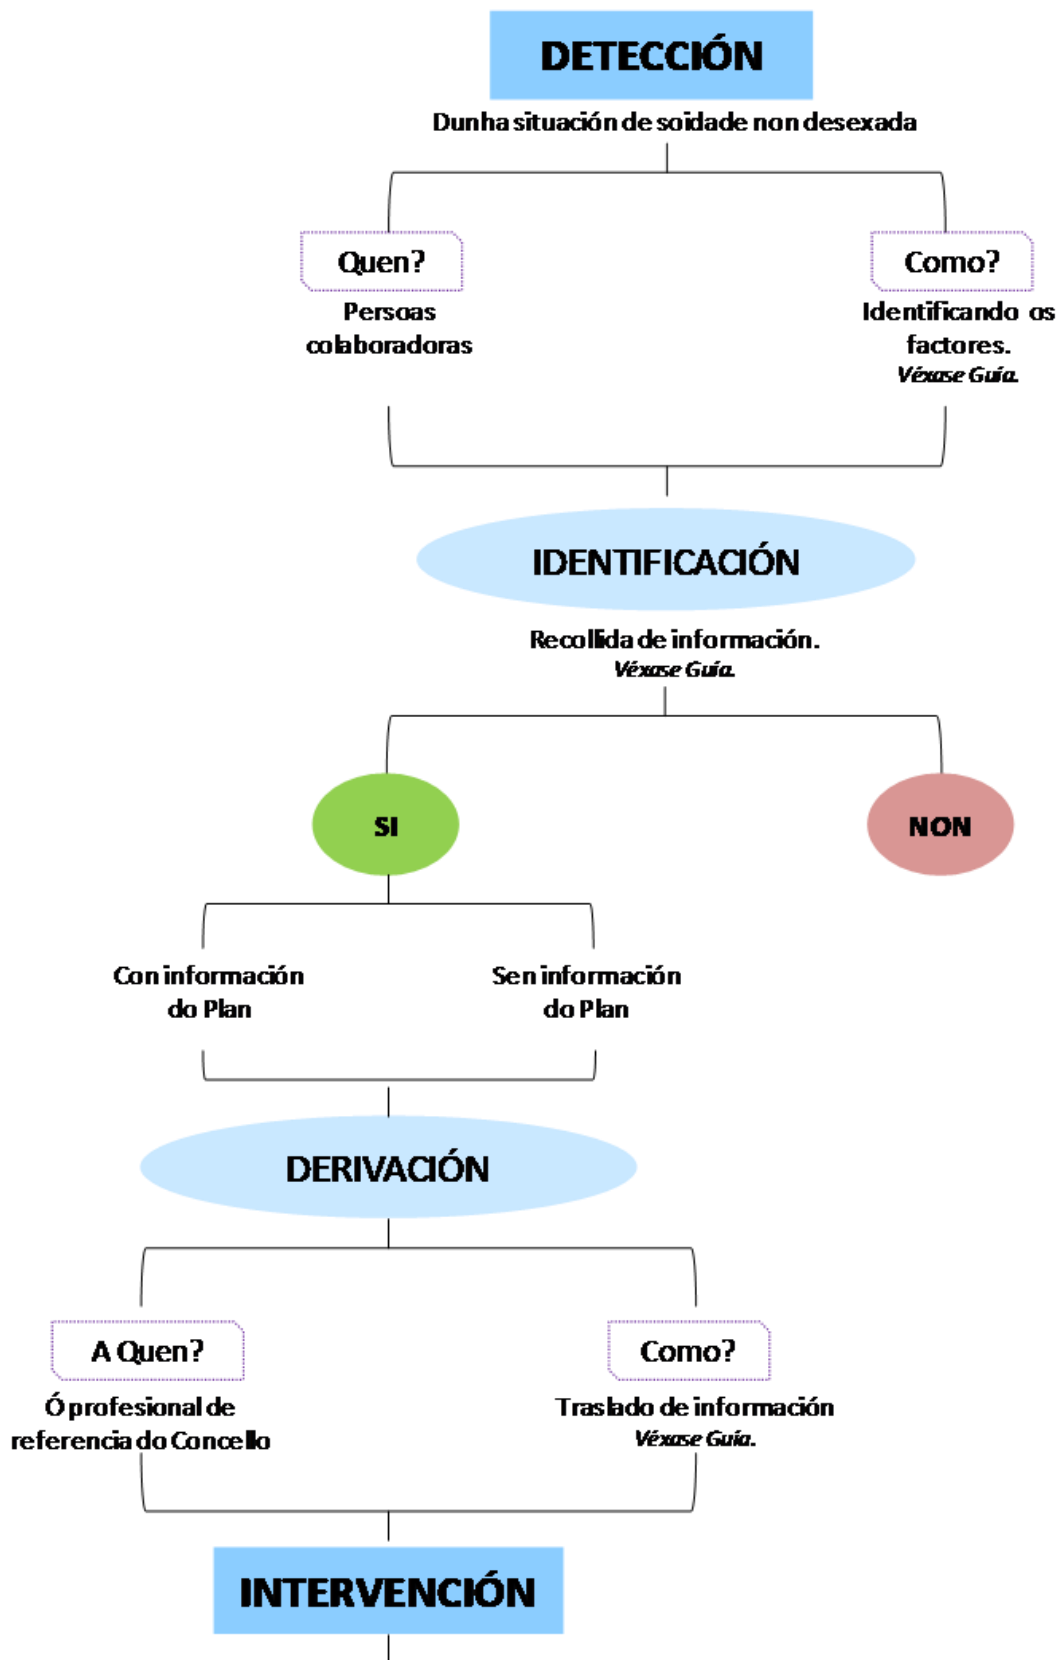 DETECCIÓN
Dunha situación de soidade non desexada
Quen?
Persoas
colaboradoras
Como?
Identificando os
factores.
Véxase Guía.
IDENTIFICACIÓN
Recollida de información.
Véxase Guía.
SI
NON
Con información
do Plan
Sen información
do Plan
DERIVACIÓN
A Quen?
Ó profesional de
referencia do Concello
Como?
Traslado de información
Véxase Guía.
INTERVENCIÓN